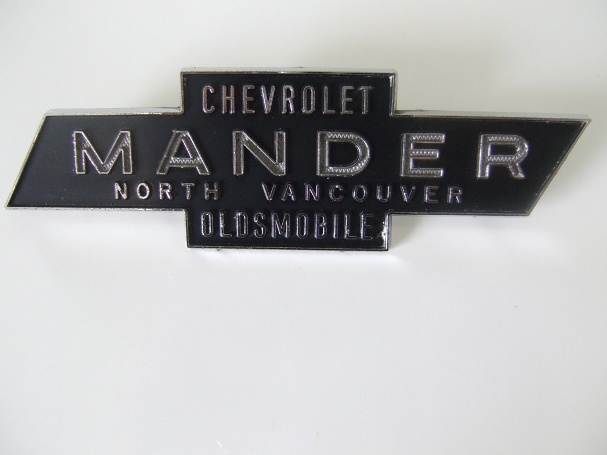 CHEVROLET
MANDER
NORTH VANCOUVER
OLDSMOBILE